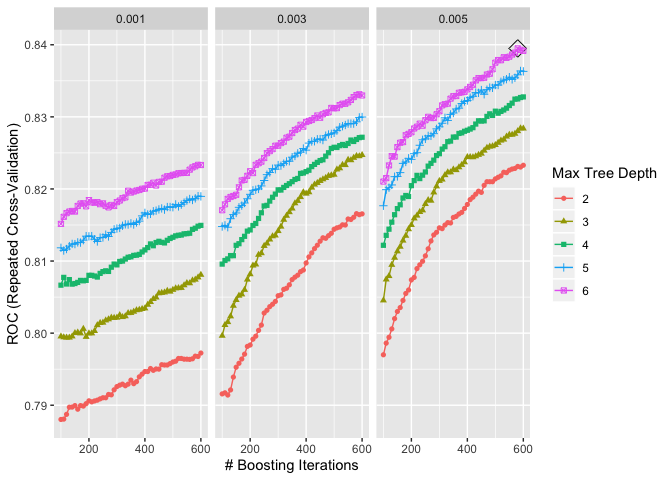 0.001 0.003 0.005
0.84
0.83
0.82
0.81
0.80
0.79
ROC (Repeated Cross-Validation)
200 400 600 200 400 600 200 400 600
# Boosting Iterations
Max Tree Depth
2
3
4
5
6